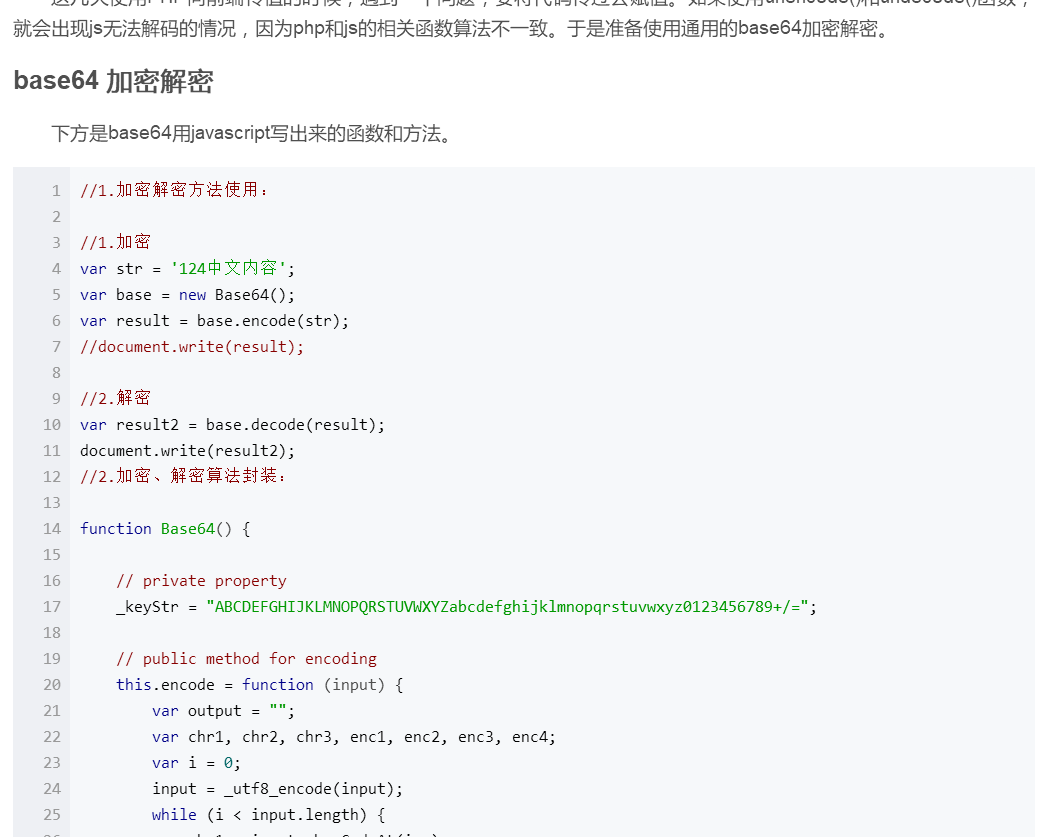 就会出现js无法解码的情况，因为php和js的相关函数算法不一致。于是准备使用通用的base64加密解密。
base64 加密解密
下方是base64用javascript写出来的函数和方法。
1 //1.加密解密方法使用：
2
3 //1.加密
4 var str = '124中文内容';
5 var base = new Base64();
6 var result = base.encode(str);
7 //document.write(result);
8
9 //2.解密
10 var result2 = base.decode(result);
11 document.write(result2);
12 //2.加密、解密算法封装：
13
14 function Base64() {
15
16 // private property
17 _keyStr = "ABCDEFGHIJKLMNOPQRSTUVWXYZabcdefghijklmnopqrstuvwxyz0123456789+/=";
18
19 // public method for encoding
20 this.encode = function (input) {
21 var output = "";
22 var chr1, chr2, chr3, enc1, enc2, enc3, enc4;
23 var i = 0;
24 input = _utf8_encode(input);
25 while (i < input.length) {